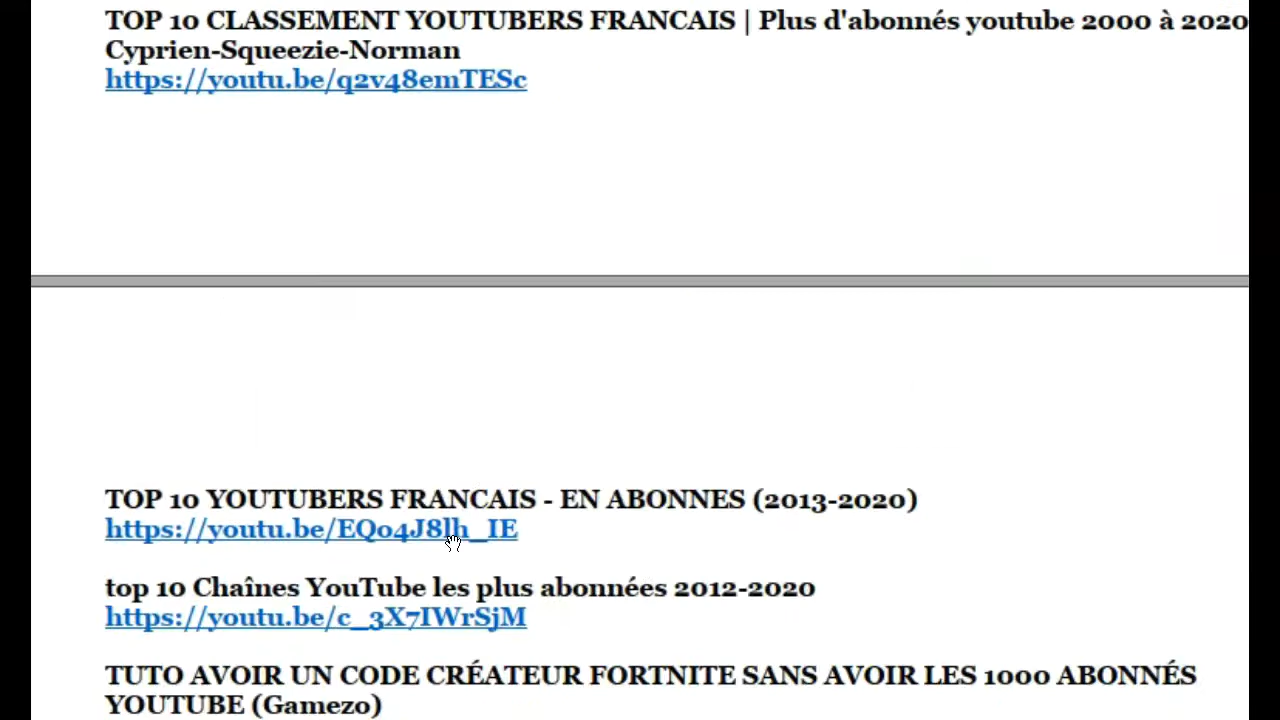 TOP 10 CLASSEMENT YOUTUBERS FRANCAIS | Plus d'abonnés youtube 2000 à 2020
Cyprien-Squeezie-Norman
https://youtu.be/q2v48emTESc
TOP 10 YOUTUBERS FRANCAIS - EN ABONNES (2013-2020)
https://youtu.be/EQo4J8lh_IE
top 10 Chaînes YouTube les plus abonnées 2012-2020
https://youtu.be/c_3X7IWrSjM
TUTO AVOIR UN CODE CRÉATEUR FORTNITE SANS AVOIR LES 1000 ABONNÉS
YOUTUBE (Gamezo)